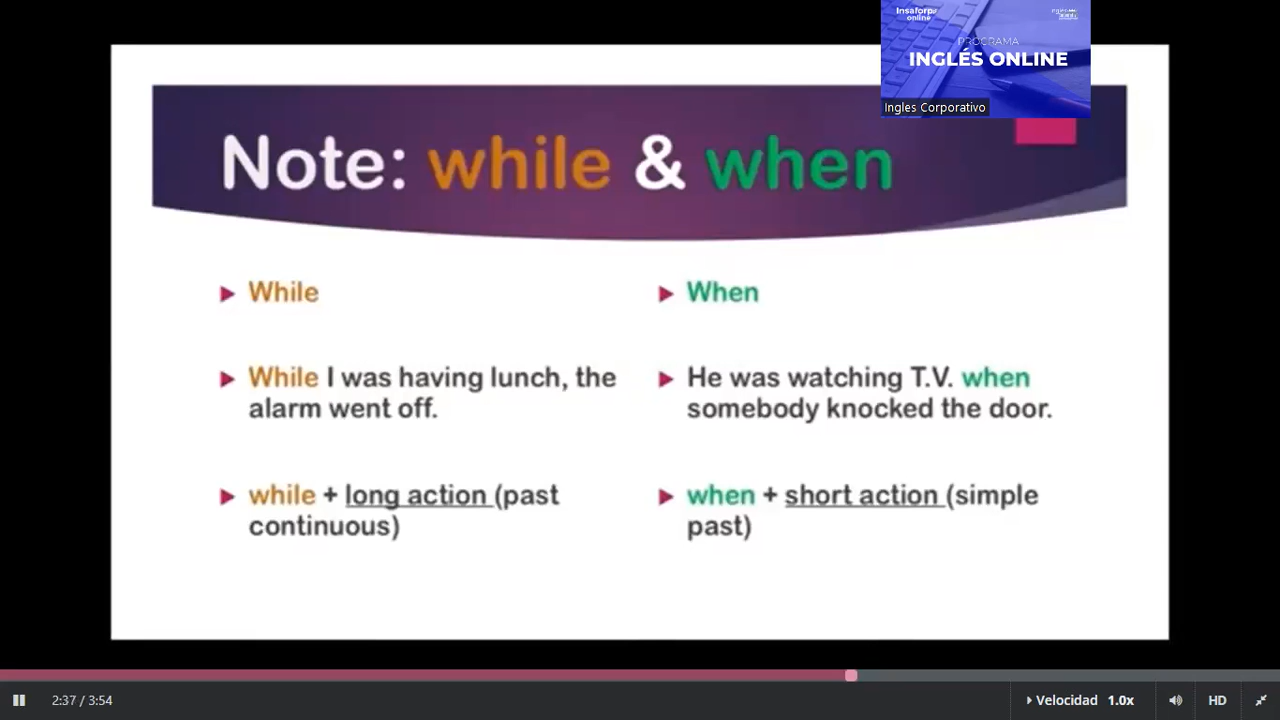 Insaforp
online
PROGRAMA
INGLÉS ONLINE
Ingles Corporativo
Note: while & when
While
While I was having lunch, the
alarm went off.
while + long action (past
continuous)
When
He was watching T.V. when
somebody knocked the door.
when + short action (simple
past)
2:37 / 3:54
Velocidad 1.0x
HD